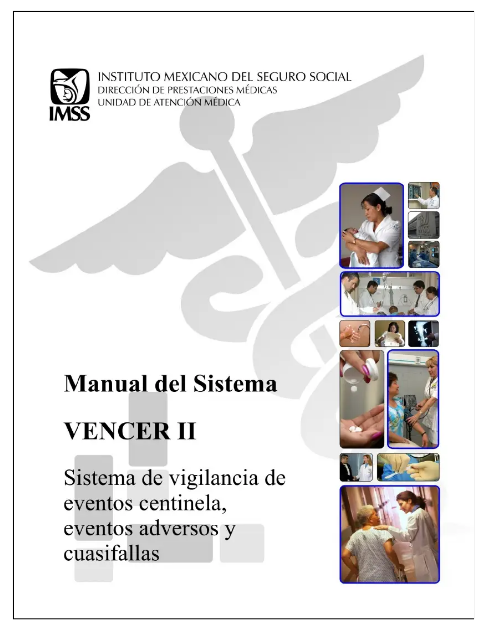 INSTITUTO MEXICANO DEL SEGURO SOCIAL
DIRECCIÓN DE PRESTACIONES MÉDICAS
UNIDAD DE ATENCIÓN MÉDICA
IMSS
Manual del Sistema
VENCER II
Sistema de vigilancia de
eventos centinela,
eventos adversos y
cuasifallas